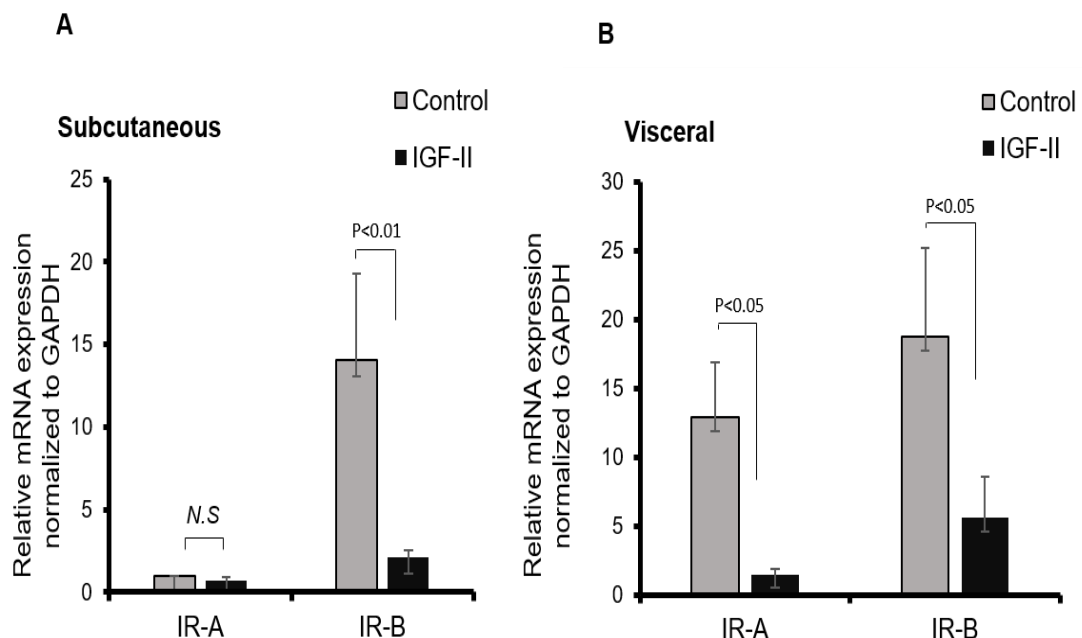 A
Control
Subcutaneous
IGF-II
Relative mRNA expression
normalized to GAPDH
25
20
15
10
5
0
P<0.01
N.S
IR-A
IR-B
B
Control
Visceral
IGF-II
Relative mRNA expression
normalized to GAPDH
30
25
20
15
10
5
0
P<0.05
P<0.05
IR-A
IR-B